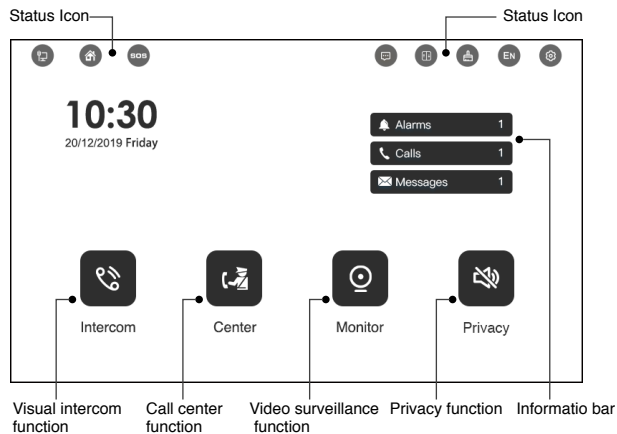 Status Icon
Status Icon
SOS
EN
10:30
20/12/2019 Friday
Alarms 1
Calls 1
Messages 1
Intercom
Center
Monitor
Privacy
Visual intercom
function
Call center
function
Video surveillance
function
Privacy function
Informatio bar